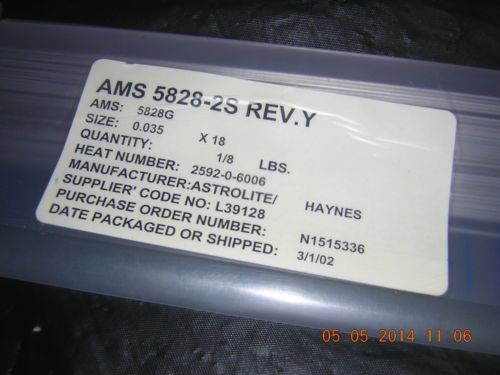 AMS 5828-2S REV.Y
AMS: 5828G
SIZE: 0.035 X 18
QUANTITY: 1/8 LBS.
HEAT NUMBER: 2592-0-6006
MANUFACTURER:ASTROLITE/ HAYNES
SUPPLIER' CODE NO: L39128
PURCHASE ORDER NUMBER: N1515336
DATE PACKAGED OR SHIPPED: 3/1/02
05.05.2014 11:06